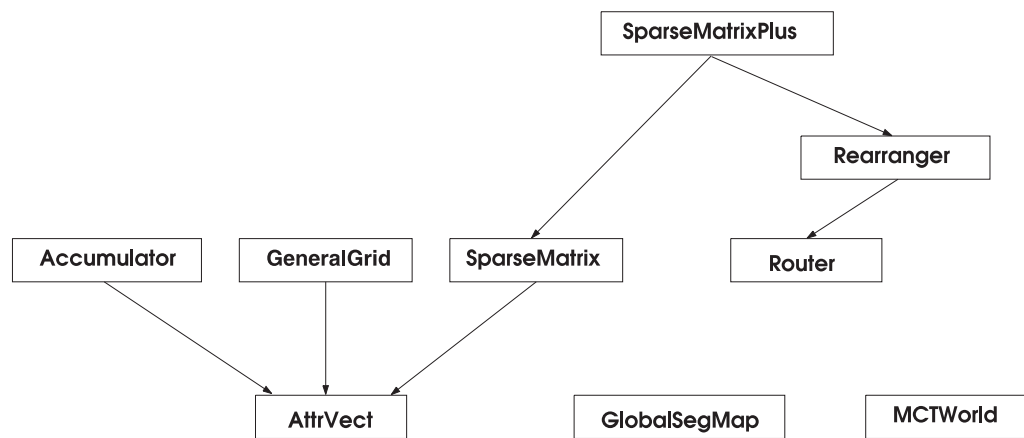 SparseMatrixPlus
Rearranger
Accumulator
GeneralGrid
SparseMatrix
Router
AttrVect
GlobalSegMap
MCTWorld